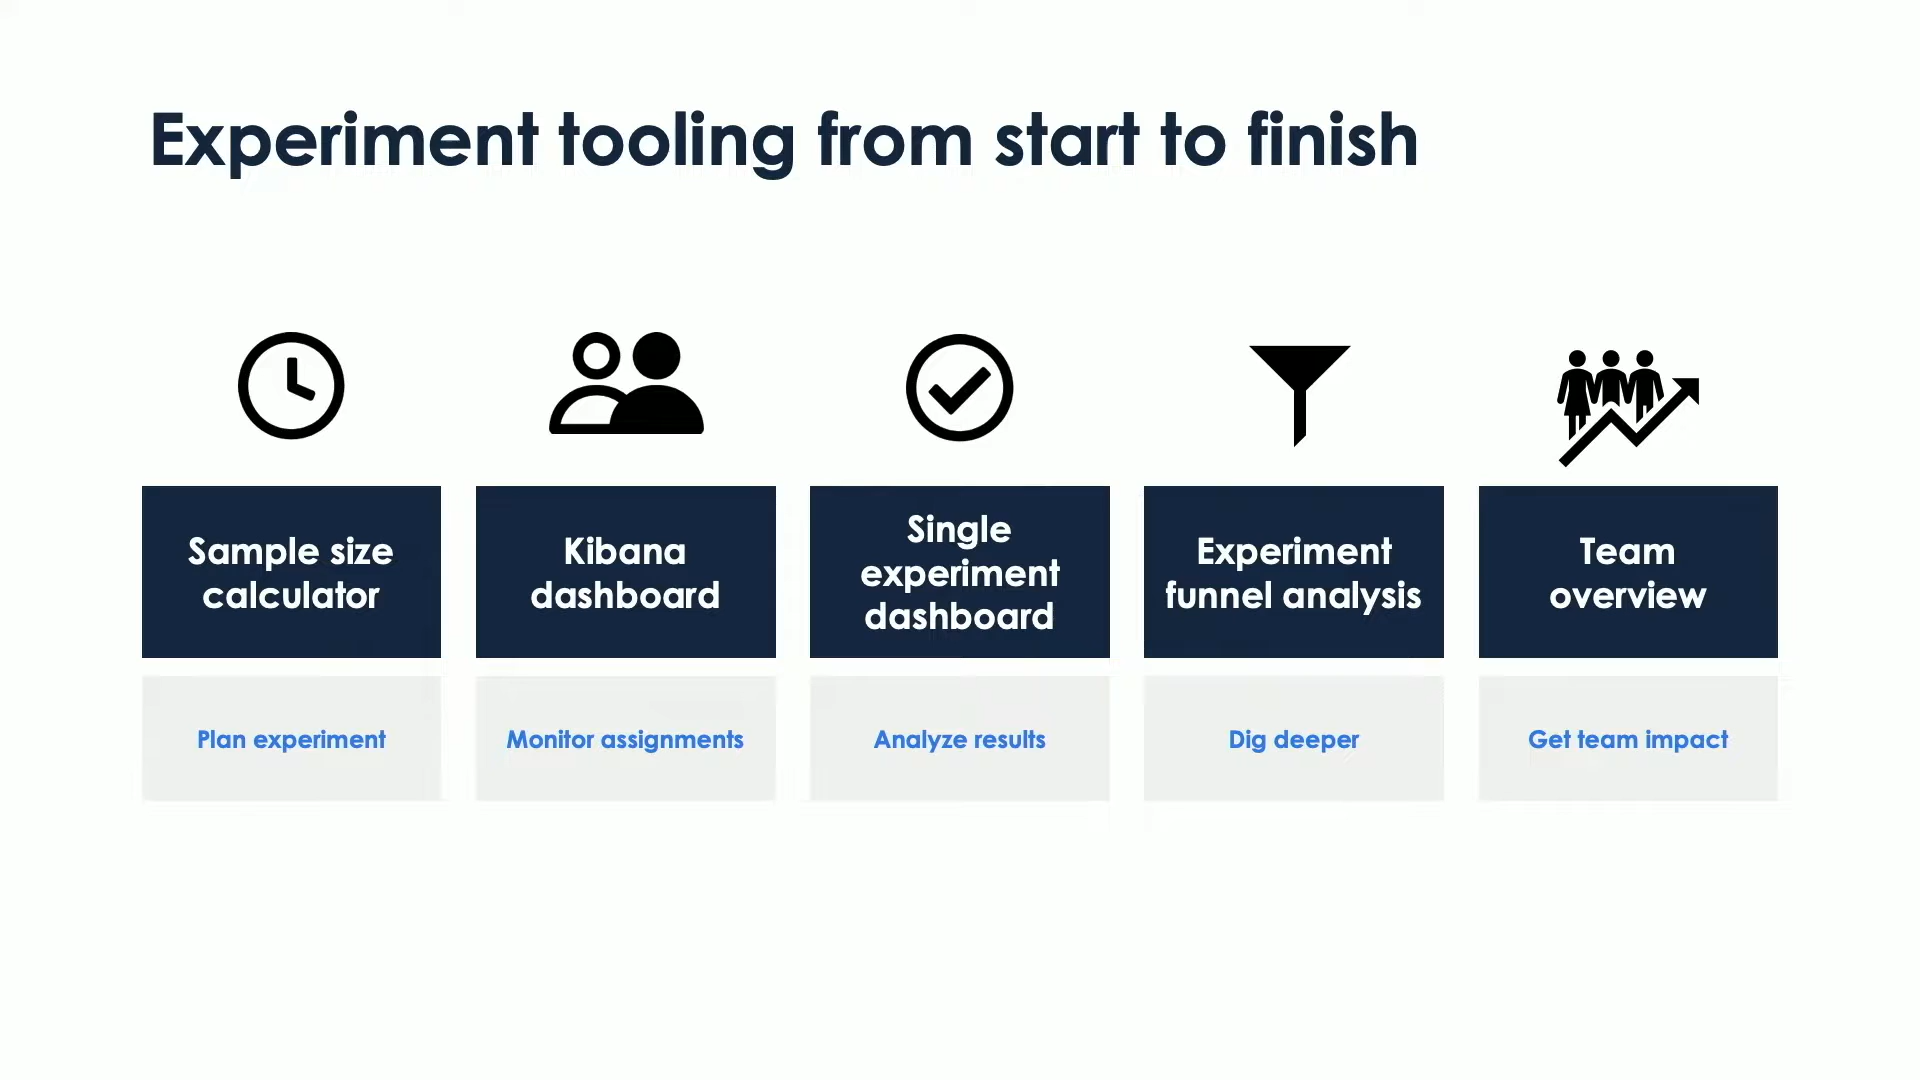 Experiment tooling from start to finish
Sample size
calculator
Kibana
dashboard
Single
experiment
dashboard
Experiment
funnel analysis
Team
overview
Plan experiment
Monitor assignments
Analyze results
Dig deeper
Get team impact